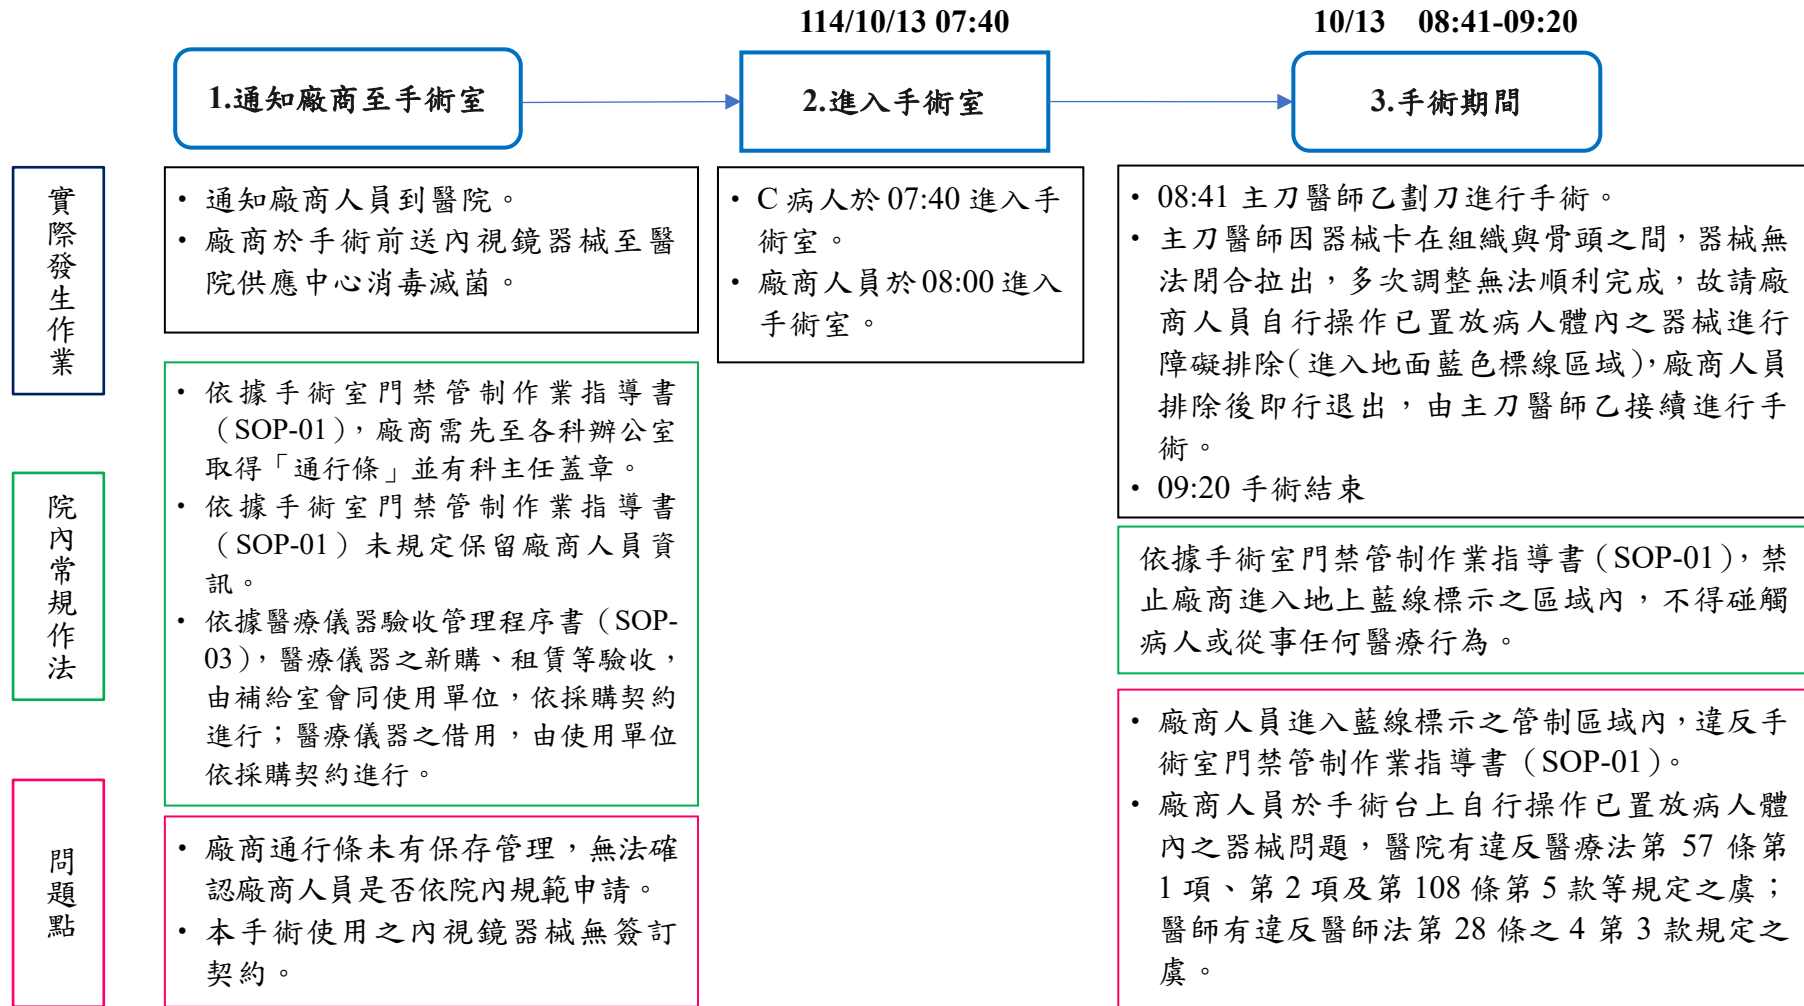 114/10/13 07:40
10/13 08:41-09:20
1.通知廠商至手術室
2.進入手術室
3.手術期間
實際發生作業
• 通知廠商人員到醫院。
• 廠商於手術前送內視鏡器械至醫
院供應中心消毒滅菌。
• C 病人於 07:40 進入手
術室。
• 廠商人員於 08:00 進入
手術室。
• 08:41 主刀醫師乙劃刀進行手術。
• 主刀醫師因器械卡在組織與骨頭之間，器械無
法閉合拉出，多次調整無法順利完成，故請廠
商人員自行操作已置放病人體內之器械進行
障礙排除（進入地面藍色標線區域），廠商人員
排除後即行退出，由主刀醫師乙接續進行手
術。
• 09:20 手術結束
院內常規作法
• 依據手術室門禁管制作業指導書
（SOP-01），廠商需先至各科辦公室
取得「通行條」並有科主任蓋章。
• 依據手術室門禁管制作業指導書
（SOP-01）未規定保留廠商人員資
訊。
• 依據醫療儀器驗收管理程序書（SOP-
03），醫療儀器之新購、租賃等驗收，
由補給室會同使用單位，依採購契約
進行；醫療儀器之借用，由使用單位
依採購契約進行。
依據手術室門禁管制作業指導書（SOP-01），禁
止廠商進入地上藍線標示之區域內，不得碰觸
病人或從事任何醫療行為。
問題點
• 廠商通行條未有保存管理，無法確
認廠商人員是否依院內規範申請。
• 本手術使用之內視鏡器械無簽訂
契約。
• 廠商人員進入藍線標示之管制區域內，違反手
術室門禁管制作業指導書（SOP-01）。
• 廠商人員於手術台上自行操作已置放病人體
內之器械問題，醫院有違反醫療法第 57 條第
1 項、第 2 項及第 108 條第 5 款等規定之虞；
醫師有違反醫師法第 28 條之 4 第 3 款規定之
虞。